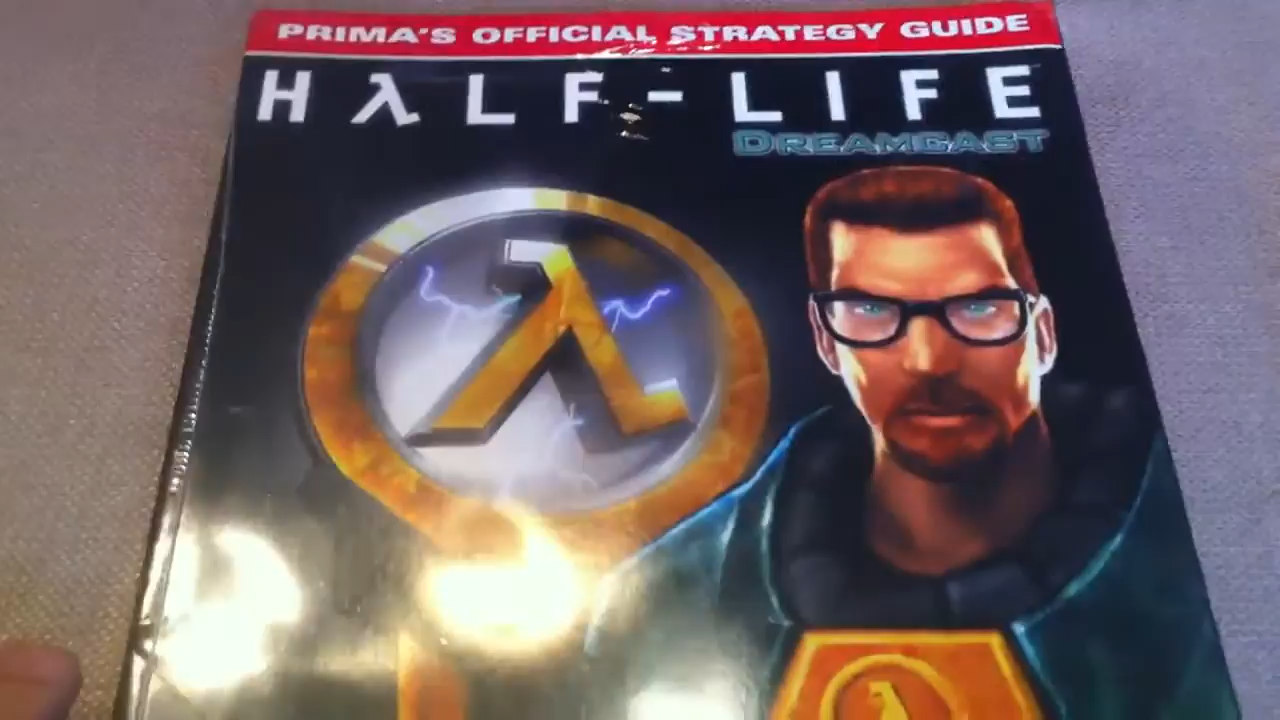 PRIMA'S OFFICIAL STRATEGY GUIDE
HλLF-LIFE
DREAMCAST
λ
λ